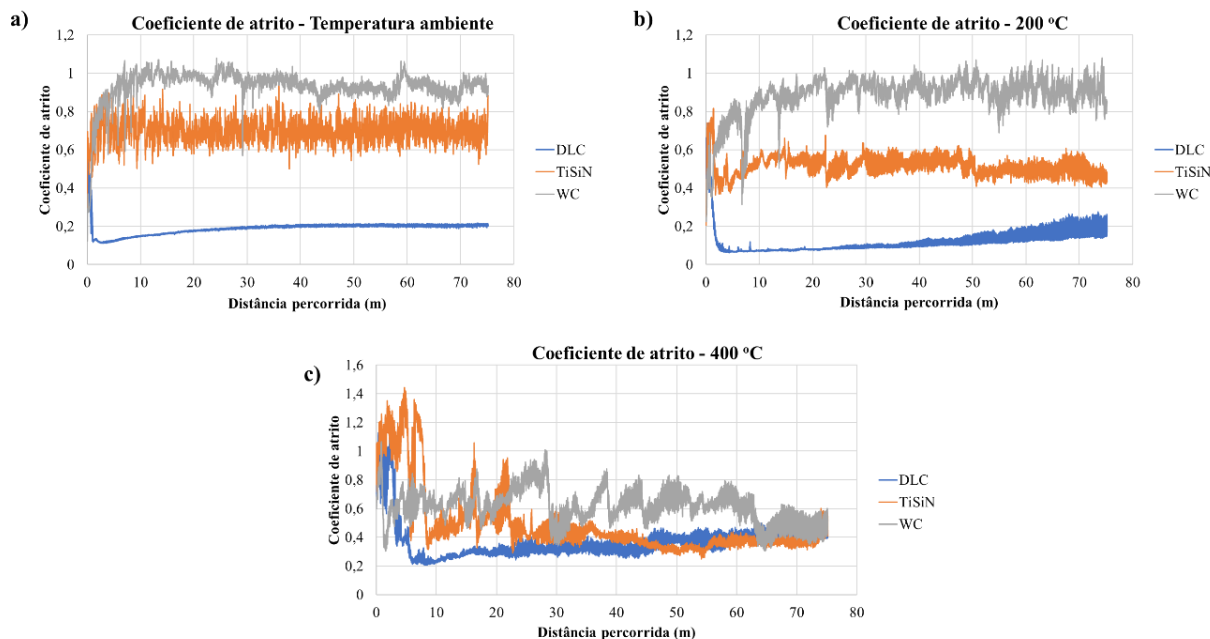 a)
Coeficiente de atrito - Temperatura ambiente
Coeficiente de atrito
1,2
1
0,8
0,6
0,4
0,2
0
0 10 20 30 40 50 60 70 80
Distância percorrida (m)
DLC
TiSiN
WC
b)
Coeficiente de atrito - 200 ºC
Coeficiente de atrito
1,2
1
0,8
0,6
0,4
0,2
0
0 10 20 30 40 50 60 70 80
Distância percorrida (m)
DLC
TiSiN
WC
c)
Coeficiente de atrito - 400 ºC
Coeficiente de atrito
1,6
1,4
1,2
1
0,8
0,6
0,4
0,2
0
0 10 20 30 40 50 60 70 80
Distância percorrida (m)
DLC
TiSiN
WC